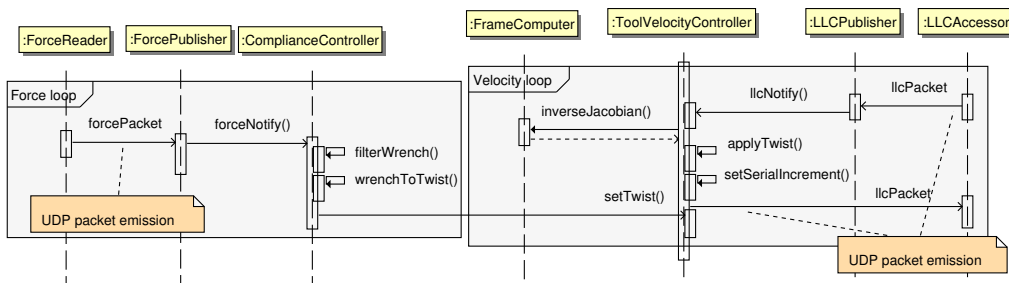 :ForceReader
:ForcePublisher
:ComplianceController
:FrameComputer
:ToolVelocityController
:LLCPublisher
:LLCAccessor
Force loop
Velocity loop
forcePacket
forceNotify()
filterWrench()
wrenchToTwist()
UDP packet emission
setTwist()
inverseJacobian()
llcNotify()
llcPacket
applyTwist()
setSerialIncrement()
llcPacket
UDP packet emission